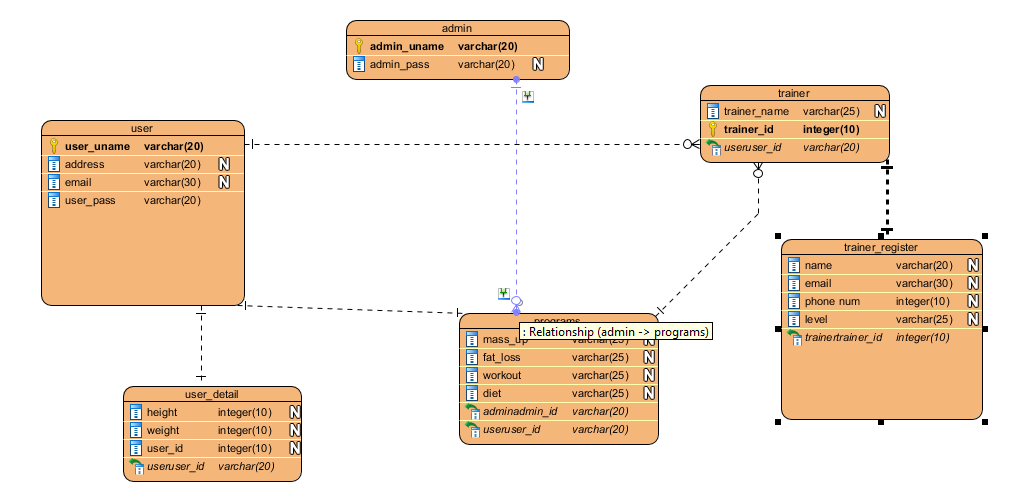 admin
admin_uname varchar(20)
admin_pass varchar(20) N
trainer
trainer_name varchar(25) N
trainer_id integer(10)
useruser_id varchar(20)
user
user_uname varchar(20)
address varchar(20) N
email varchar(30) N
user_pass varchar(20)
trainer_register
name varchar(20) N
email varchar(30) N
phone num integer(10) N
level varchar(25) N
trainertrainer_id integer(10)
programs
: Relationship (admin -> programs)
mass_up varchar(25) N
fat_loss varchar(25) N
workout varchar(25) N
diet varchar(25) N
adminadmin_id varchar(20)
useruser_id varchar(20)
user_detail
height integer(10) N
weight integer(10) N
user_id integer(10) N
useruser_id varchar(20)